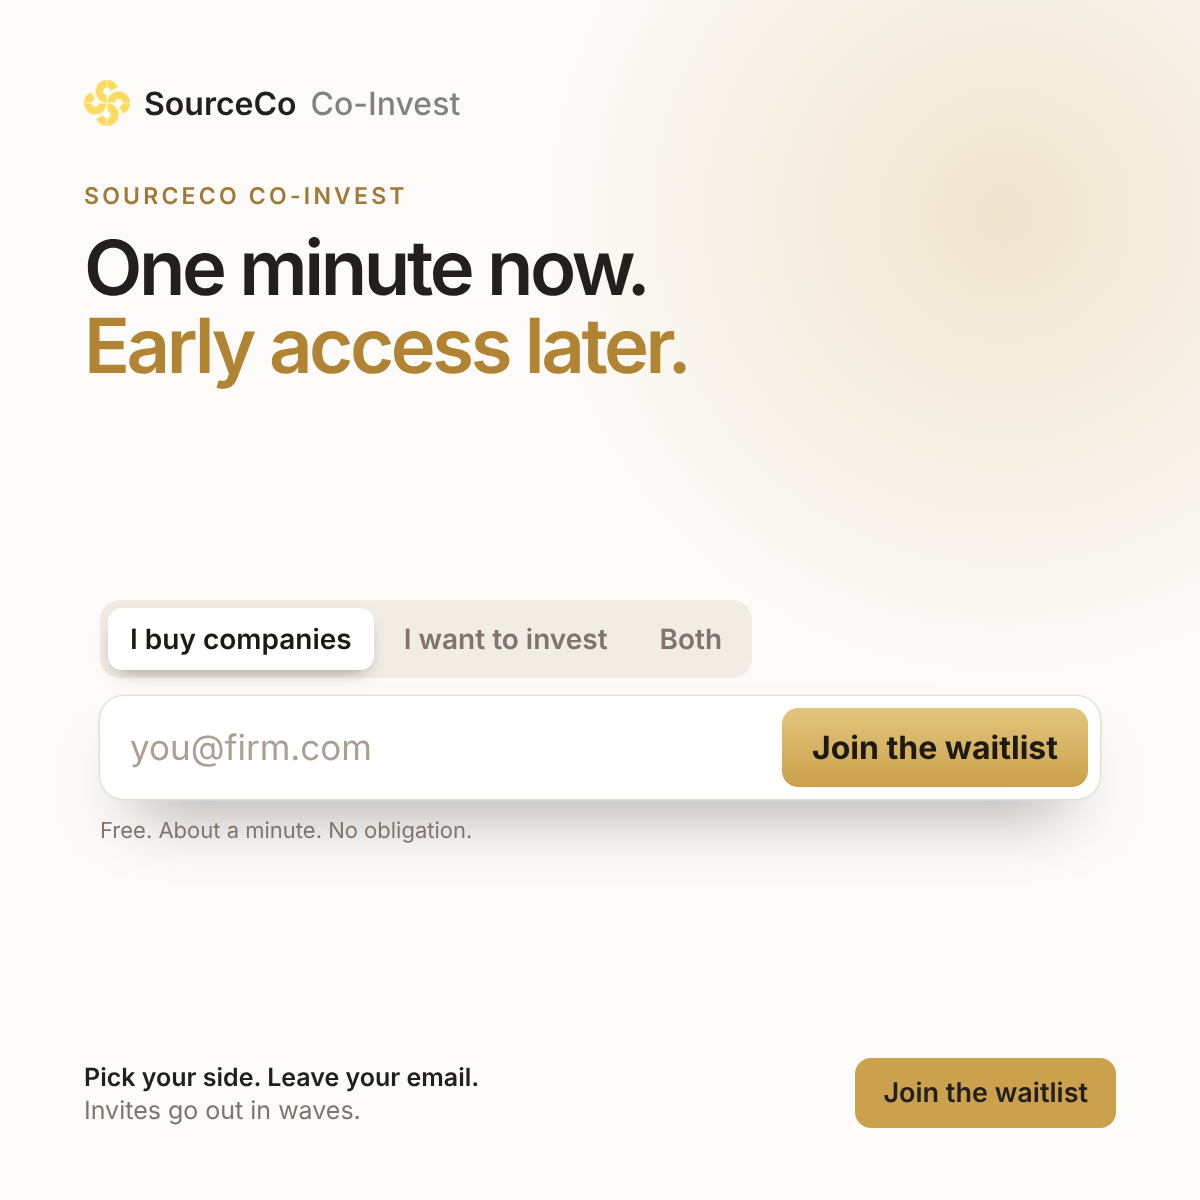 SourceCo Co-Invest
SOURCECO CO-INVEST
One minute now.
Early access later.
I buy companies I want to invest Both
you@firm.com Join the waitlist
Free. About a minute. No obligation.
Pick your side. Leave your email.
Invites go out in waves.
Join the waitlist